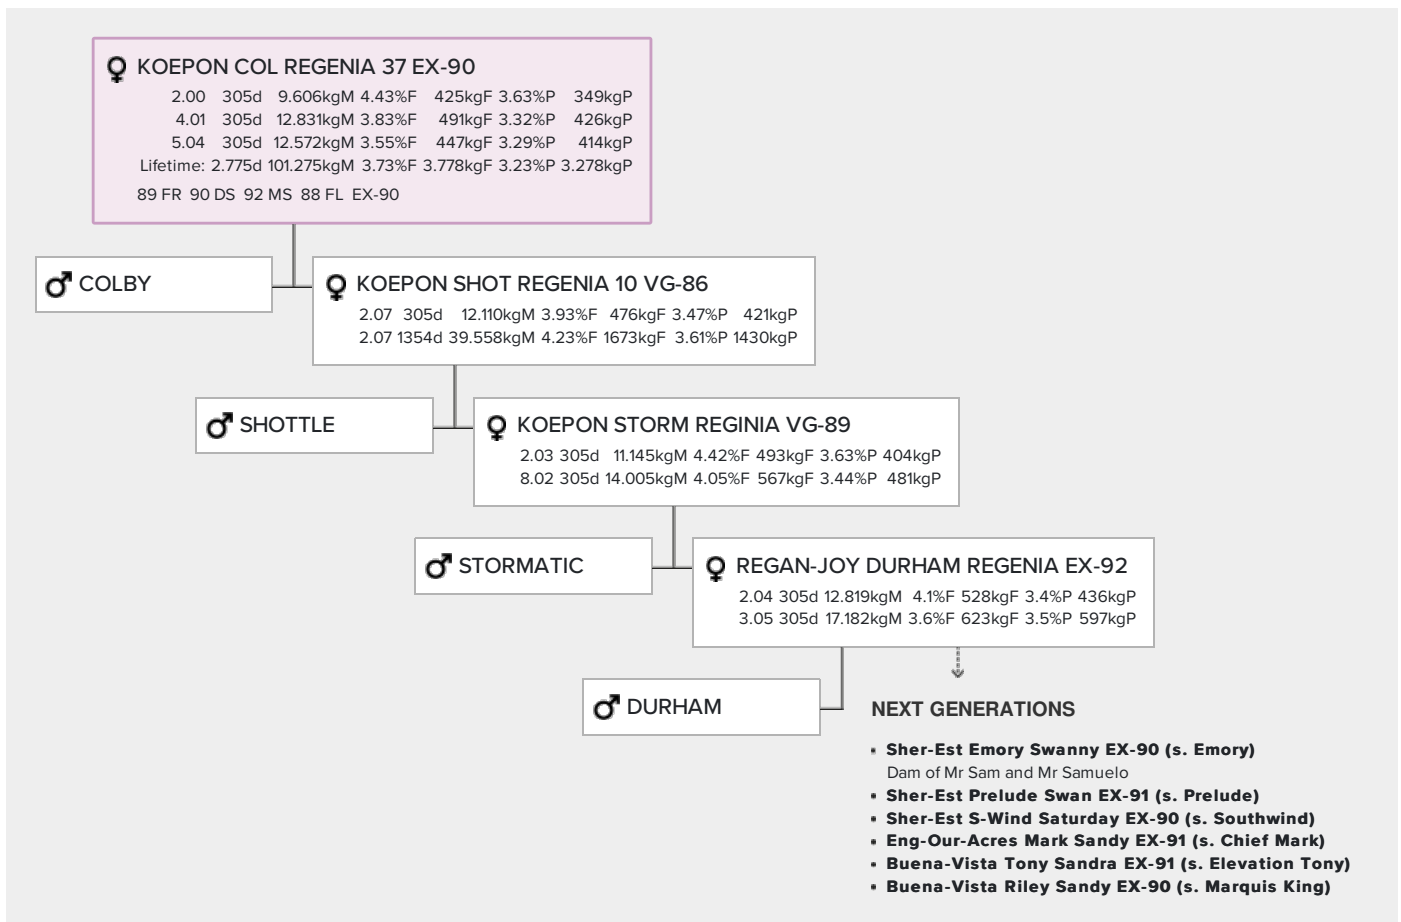 KOEPON COL REGENIA 37 EX-90
2.00 305d 9.606kgM 4.43%F 425kgF 3.63%P 349kgP
4.01 305d 12.831kgM 3.83%F 491kgF 3.32%P 426kgP
5.04 305d 12.572kgM 3.55%F 447kgF 3.29%P 414kgP
Lifetime: 2.775d 101.275kgM 3.73%F 3.778kgF 3.23%P 3.278kgP
89 FR 90 DS 92 MS 88 FL EX-90
COLBY
KOEPON SHOT REGENIA 10 VG-86
2.07 305d 12.110kgM 3.93%F 476kgF 3.47%P 421kgP
2.07 1354d 39.558kgM 4.23%F 1673kgF 3.61%P 1430kgP
SHOTTLE
KOEPON STORM REGINIA VG-89
2.03 305d 11.145kgM 4.42%F 493kgF 3.63%P 404kgP
8.02 305d 14.005kgM 4.05%F 567kgF 3.44%P 481kgP
STORMATIC
REGAN-JOY DURHAM REGENIA EX-92
2.04 305d 12.819kgM 4.1%F 528kgF 3.4%P 436kgP
3.05 305d 17.182kgM 3.6%F 623kgF 3.5%P 597kgP
DURHAM
NEXT GENERATIONS
Sher-Est Emory Swanny EX-90 (s. Emory)
Dam of Mr Sam and Mr Samuelo
Sher-Est Prelude Swan EX-91 (s. Prelude)
Sher-Est S-Wind Saturday EX-90 (s. Southwind)
Eng-Our-Acres Mark Sandy EX-91 (s. Chief Mark)
Buena-Vista Tony Sandra EX-91 (s. Elevation Tony)
Buena-Vista Riley Sandy EX-90 (s. Marquis King)